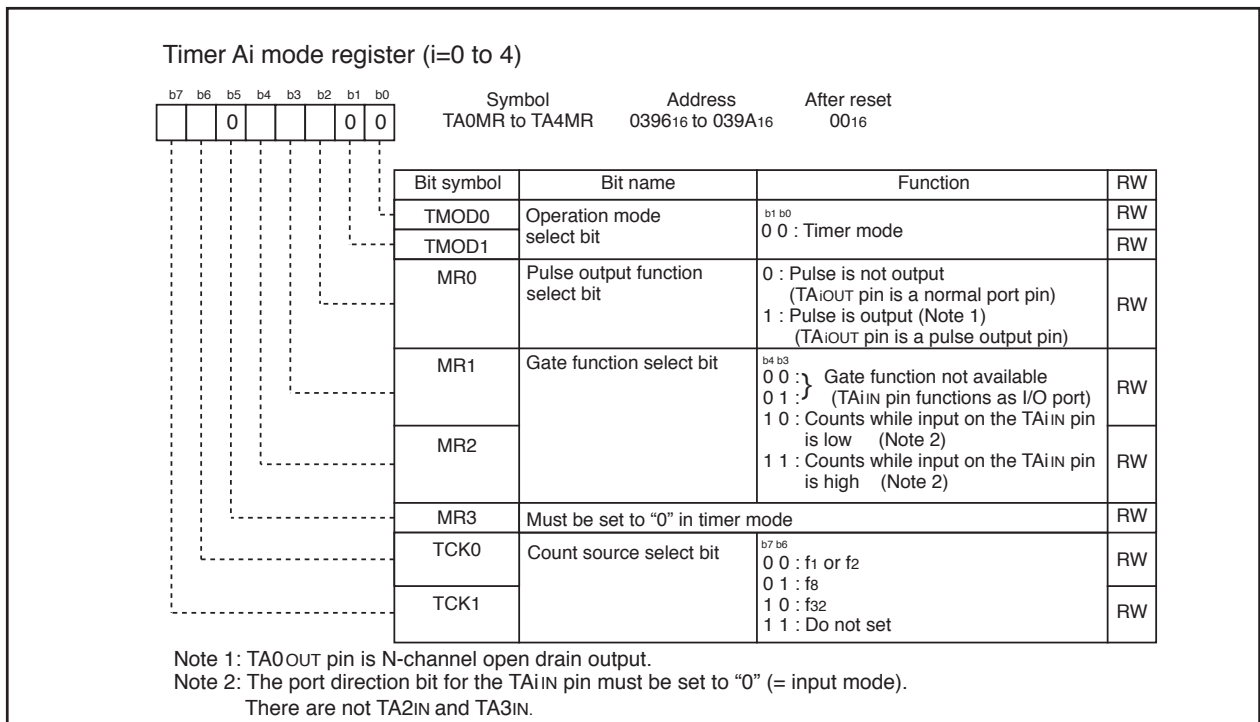 Timer Ai mode register (i=0 to 4)
b7 b6 b5 b4 b3 b2 b1 b0
0 0 0
Symbol Address After reset
TA0MR to TA4MR 039616 to 039A16 0016
Bit symbol Bit name Function RW
TMOD0 Operation mode select bit b1 b0 RW
TMOD1 0 0 : Timer mode RW
MR0 Pulse output function select bit 0 : Pulse is not output RW
(TAiOUT pin is a normal port pin)
1 : Pulse is output (Note 1)
(TAiOUT pin is a pulse output pin)
MR1 Gate function select bit b4 b3 RW
0 0 : } Gate function not available
0 1 : (TAiIN pin functions as I/O port)
1 0 : Counts while input on the TAiIN pin
MR2 is low (Note 2) RW
1 1 : Counts while input on the TAiIN pin
is high (Note 2)
MR3 Must be set to “0” in timer mode RW
TCK0 Count source select bit b7 b6 RW
0 0 : f1 or f2
0 1 : f8
TCK1 1 0 : f32 RW
1 1 : Do not set
Note 1: TA0OUT pin is N-channel open drain output.
Note 2: The port direction bit for the TAiIN pin must be set to “0” (= input mode).
There are not TA2IN and TA3IN.